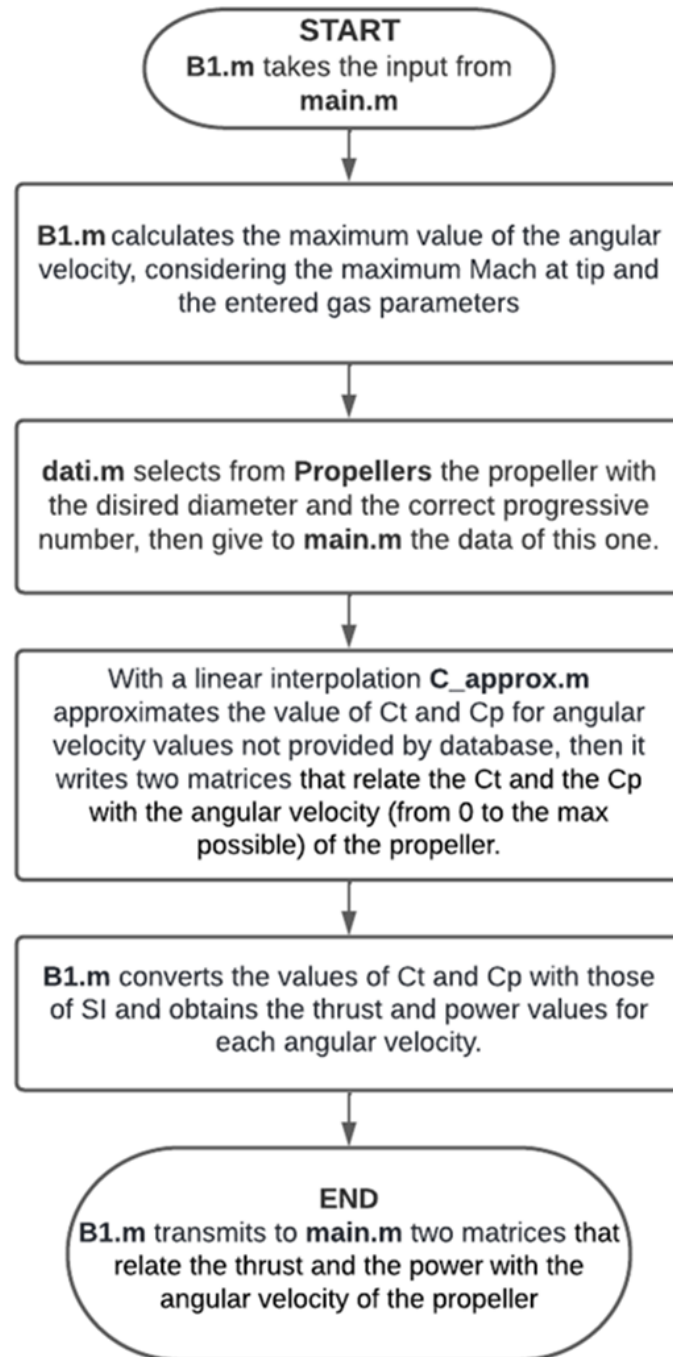 START
B1.m takes the input from
main.m
B1.m calculates the maximum value of the angular
velocity, considering the maximum Mach at tip and
the entered gas parameters
dati.m selects from Propellers the propeller with
the disired diameter and the correct progressive
number, then give to main.m the data of this one.
With a linear interpolation C_approx.m
approximates the value of Ct and Cp for angular
velocity values not provided by database, then it
writes two matrices that relate the Ct and the Cp
with the angular velocity (from 0 to the max
possible) of the propeller.
B1.m converts the values of Ct and Cp with those
of SI and obtains the thrust and power values for
each angular velocity.
END
B1.m transmits to main.m two matrices that
relate the thrust and the power with the
angular velocity of the propeller